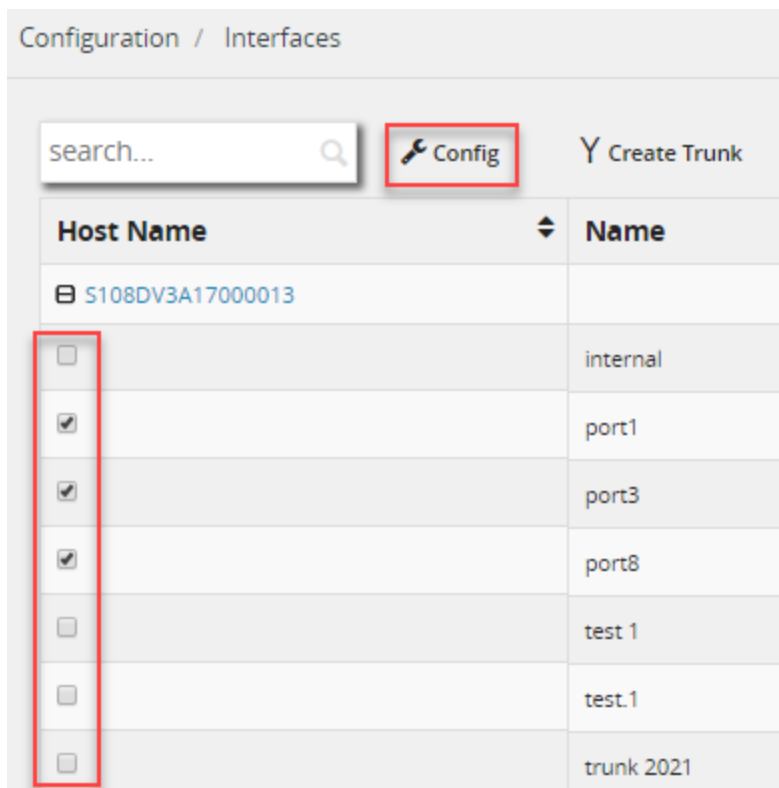 Configuration / Interfaces
search... Config Create Trunk
Host Name Name
S108DV3A17000013
internal
port1
port3
port8
test 1
test.1
trunk 2021